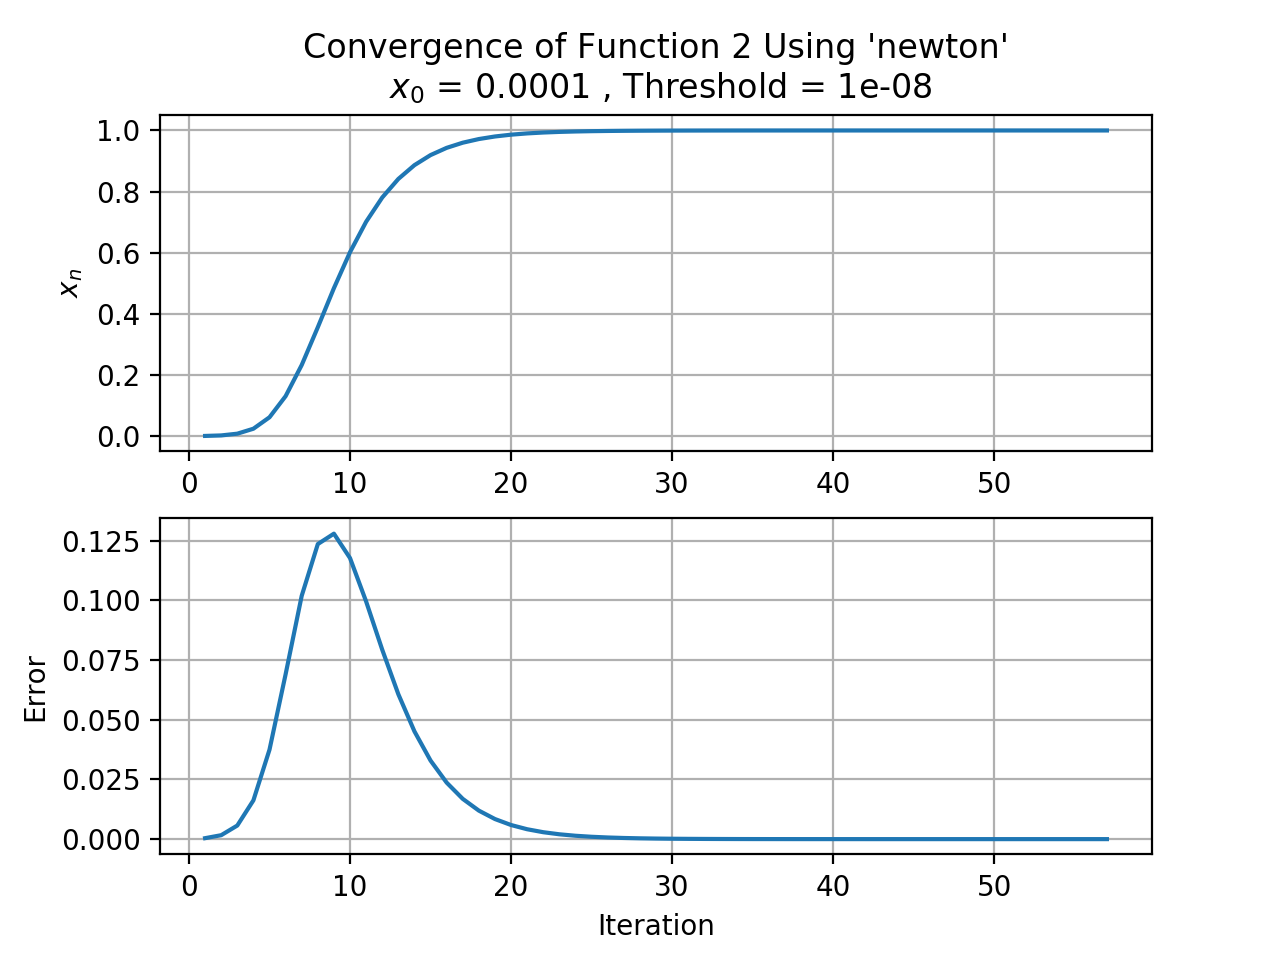 Convergence of Function 2 Using 'newton'
x₀ = 0.0001 , Threshold = 1e-08
1.0
0.8
0.6
0.4
0.2
0.0
xₙ
0 10 20 30 40 50
0.125
0.100
0.075
0.050
0.025
0.000
Error
0 10 20 30 40 50
Iteration